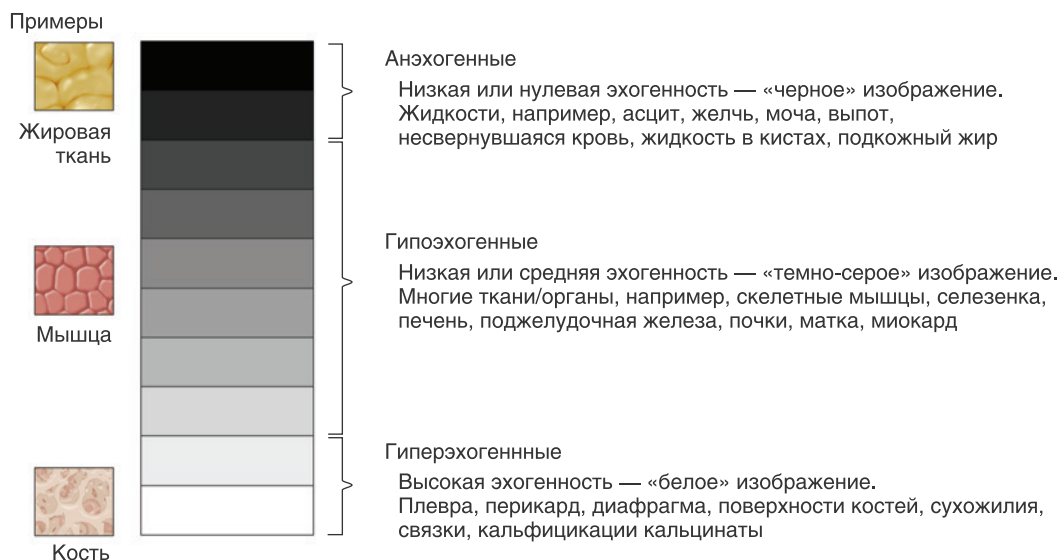 Примеры
Жировая
ткань
Мышца
Кость
Анэхогенные
Низкая или нулевая эхогенность — «черное» изображение.
Жидкости, например, асцит, желчь, моча, выпот,
несвернувшаяся кровь, жидкость в кистах, подкожный жир
Гипоэхогенные
Низкая или средняя эхогенность — «темно-серое» изображение.
Многие ткани/органы, например, скелетные мышцы, селезенка,
печень, поджелудочная железа, почки, матка, миокард
Гиперэхогеннные
Высокая эхогенность — «белое» изображение.
Плевра, перикард, диафрагма, поверхности костей, сухожилия,
связки, кальфицикации кальцинаты